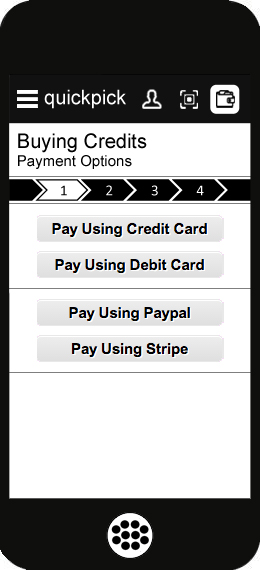 quickpick
Buying Credits
Payment Options
1 2 3 4
Pay Using Credit Card
Pay Using Debit Card
Pay Using Paypal
Pay Using Stripe